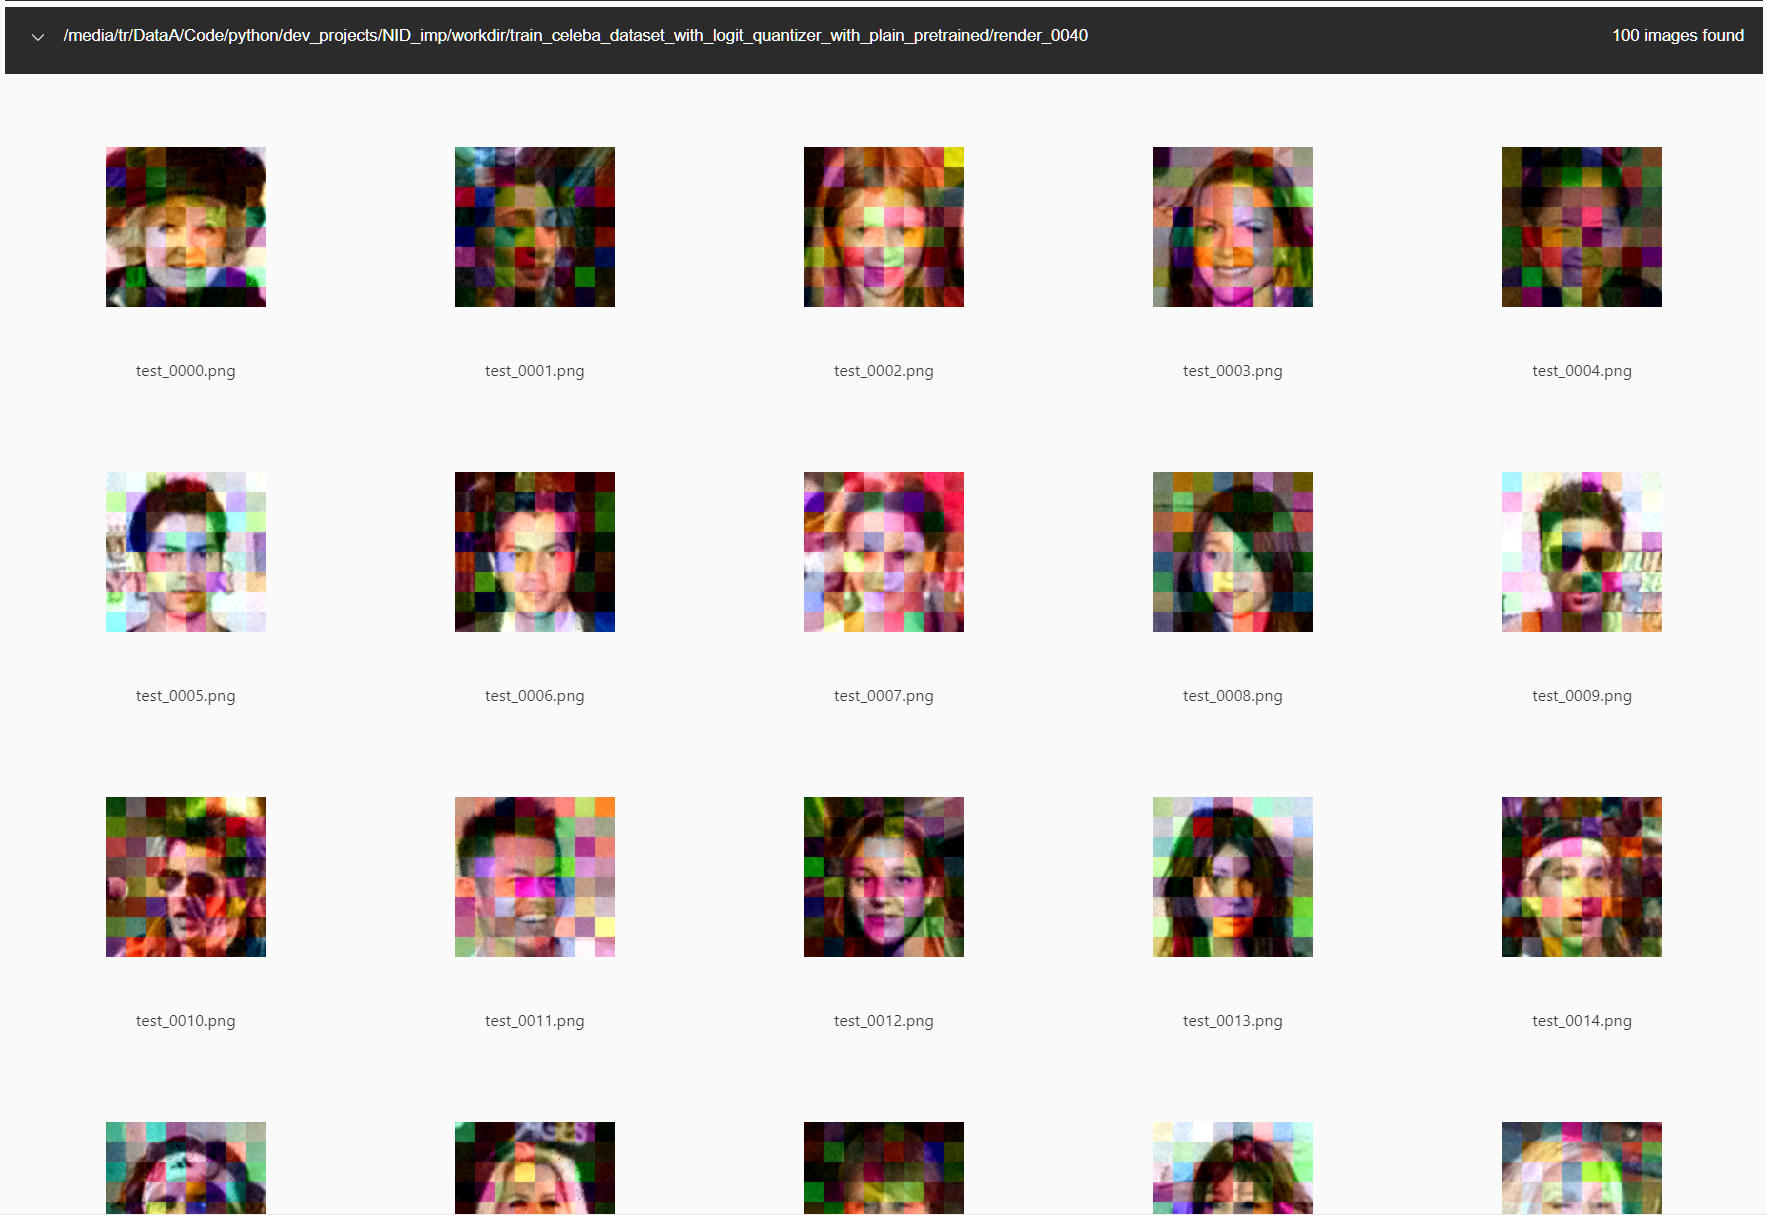 /media/tr/DataA/Code/python/dev_projects/NID_imp/workdir/train_celeba_dataset_with_logit_quantizer_with_plain_pretrained/render_0040 100 images found
test_0000.png test_0001.png test_0002.png test_0003.png test_0004.png
test_0005.png test_0006.png test_0007.png test_0008.png test_0009.png
test_0010.png test_0011.png test_0012.png test_0013.png test_0014.png